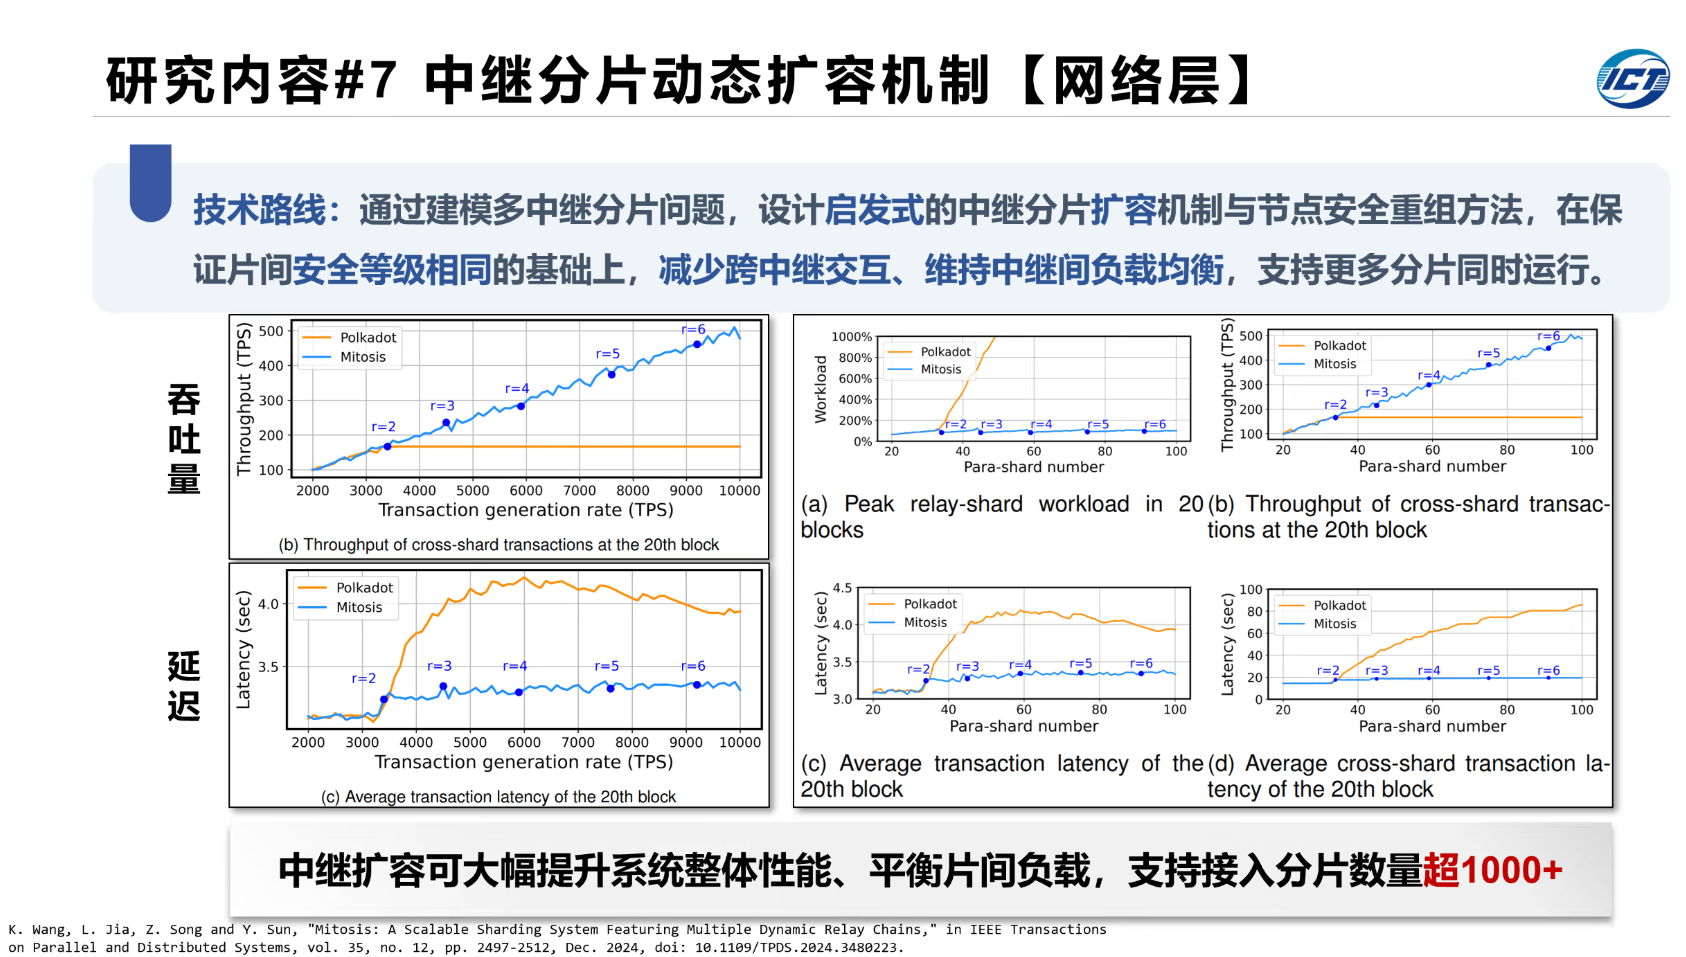 研究内容#7 中继分片动态扩容机制【网络层】
ICT
技术路线：通过建模多中继分片问题，设计启发式的中继分片扩容机制与节点安全重组方法，在保
证片间安全等级相同的基础上，减少跨中继交互、维持中继间负载均衡，支持更多分片同时运行。
吞吐量
Throughput (TPS)
500
400
300
200
100
Polkadot
Mitosis
r=2
r=3
r=4
r=5
r=6
2000 3000 4000 5000 6000 7000 8000 9000 10000
Transaction generation rate (TPS)
(b) Throughput of cross-shard transactions at the 20th block
延迟
Latency (sec)
4.0
3.5
Polkadot
Mitosis
r=2
r=3
r=4
r=5
r=6
2000 3000 4000 5000 6000 7000 8000 9000 10000
Transaction generation rate (TPS)
(c) Average transaction latency of the 20th block
Workload
1000%
800%
600%
400%
200%
0%
Polkadot
Mitosis
r=2
r=3
r=4
r=5
r=6
20 40 60 80 100
Para-shard number
(a) Peak relay-shard workload in 20
blocks
Throughput (TPS)
500
400
300
200
100
Polkadot
Mitosis
r=2
r=3
r=4
r=5
r=6
20 40 60 80 100
Para-shard number
(b) Throughput of cross-shard transac-
tions at the 20th block
Latency (sec)
4.5
4.0
3.5
3.0
Polkadot
Mitosis
r=2
r=3
r=4
r=5
r=6
20 40 60 80 100
Para-shard number
(c) Average transaction latency of the
20th block
Latency (sec)
100
80
60
40
20
0
Polkadot
Mitosis
r=2
r=3
r=4
r=5
r=6
20 40 60 80 100
Para-shard number
(d) Average cross-shard transaction la-
tency of the 20th block
中继扩容可大幅提升系统整体性能、平衡片间负载，支持接入分片数量超1000+
K. Wang, L. Jia, Z. Song and Y. Sun, "Mitosis: A Scalable Sharding System Featuring Multiple Dynamic Relay Chains," in IEEE Transactions
on Parallel and Distributed Systems, vol. 35, no. 12, pp. 2497-2512, Dec. 2024, doi: 10.1109/TPDS.2024.3480223.